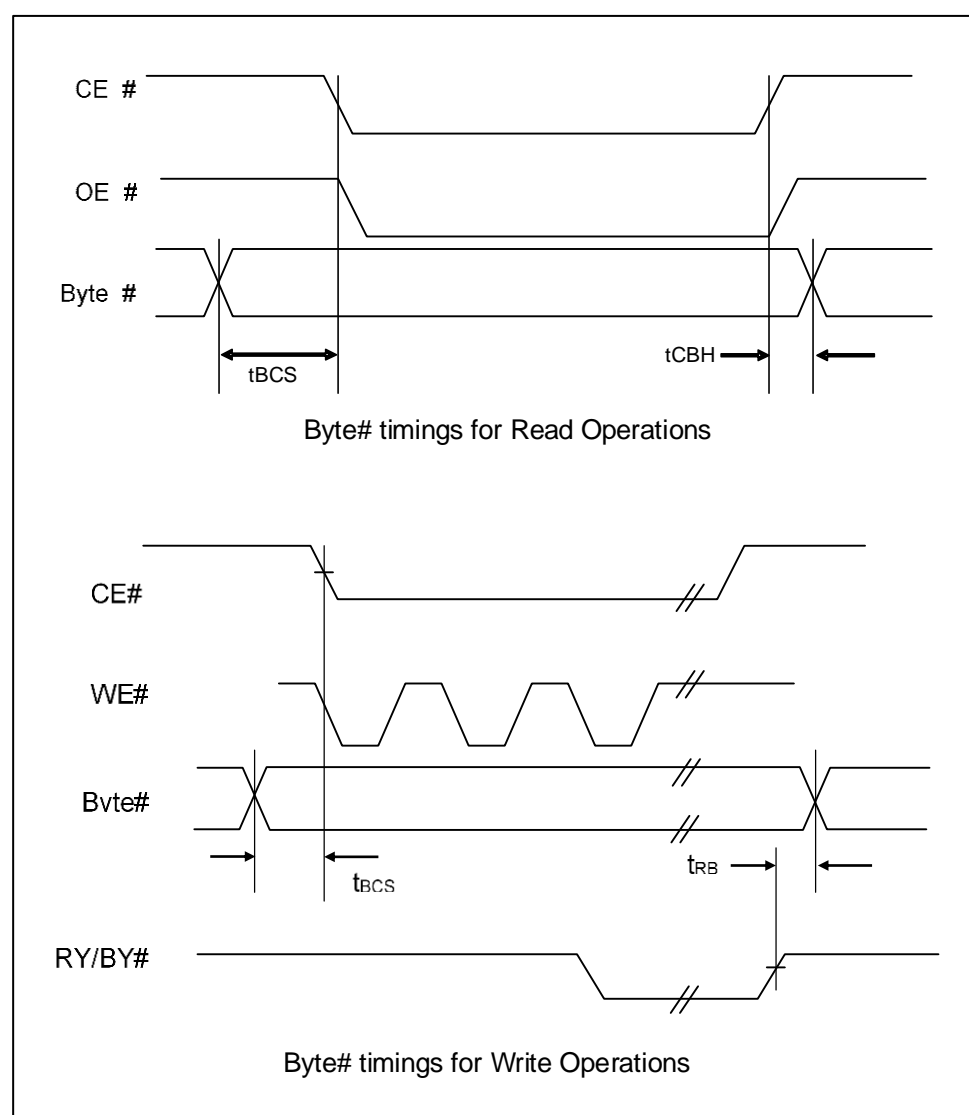 CE #
OE #
Byte #
tBCS
tCBH
Byte# timings for Read Operations
CE#
WE#
Bvte#
tBCS
tRB
RY/BY#
Byte# timings for Write Operations